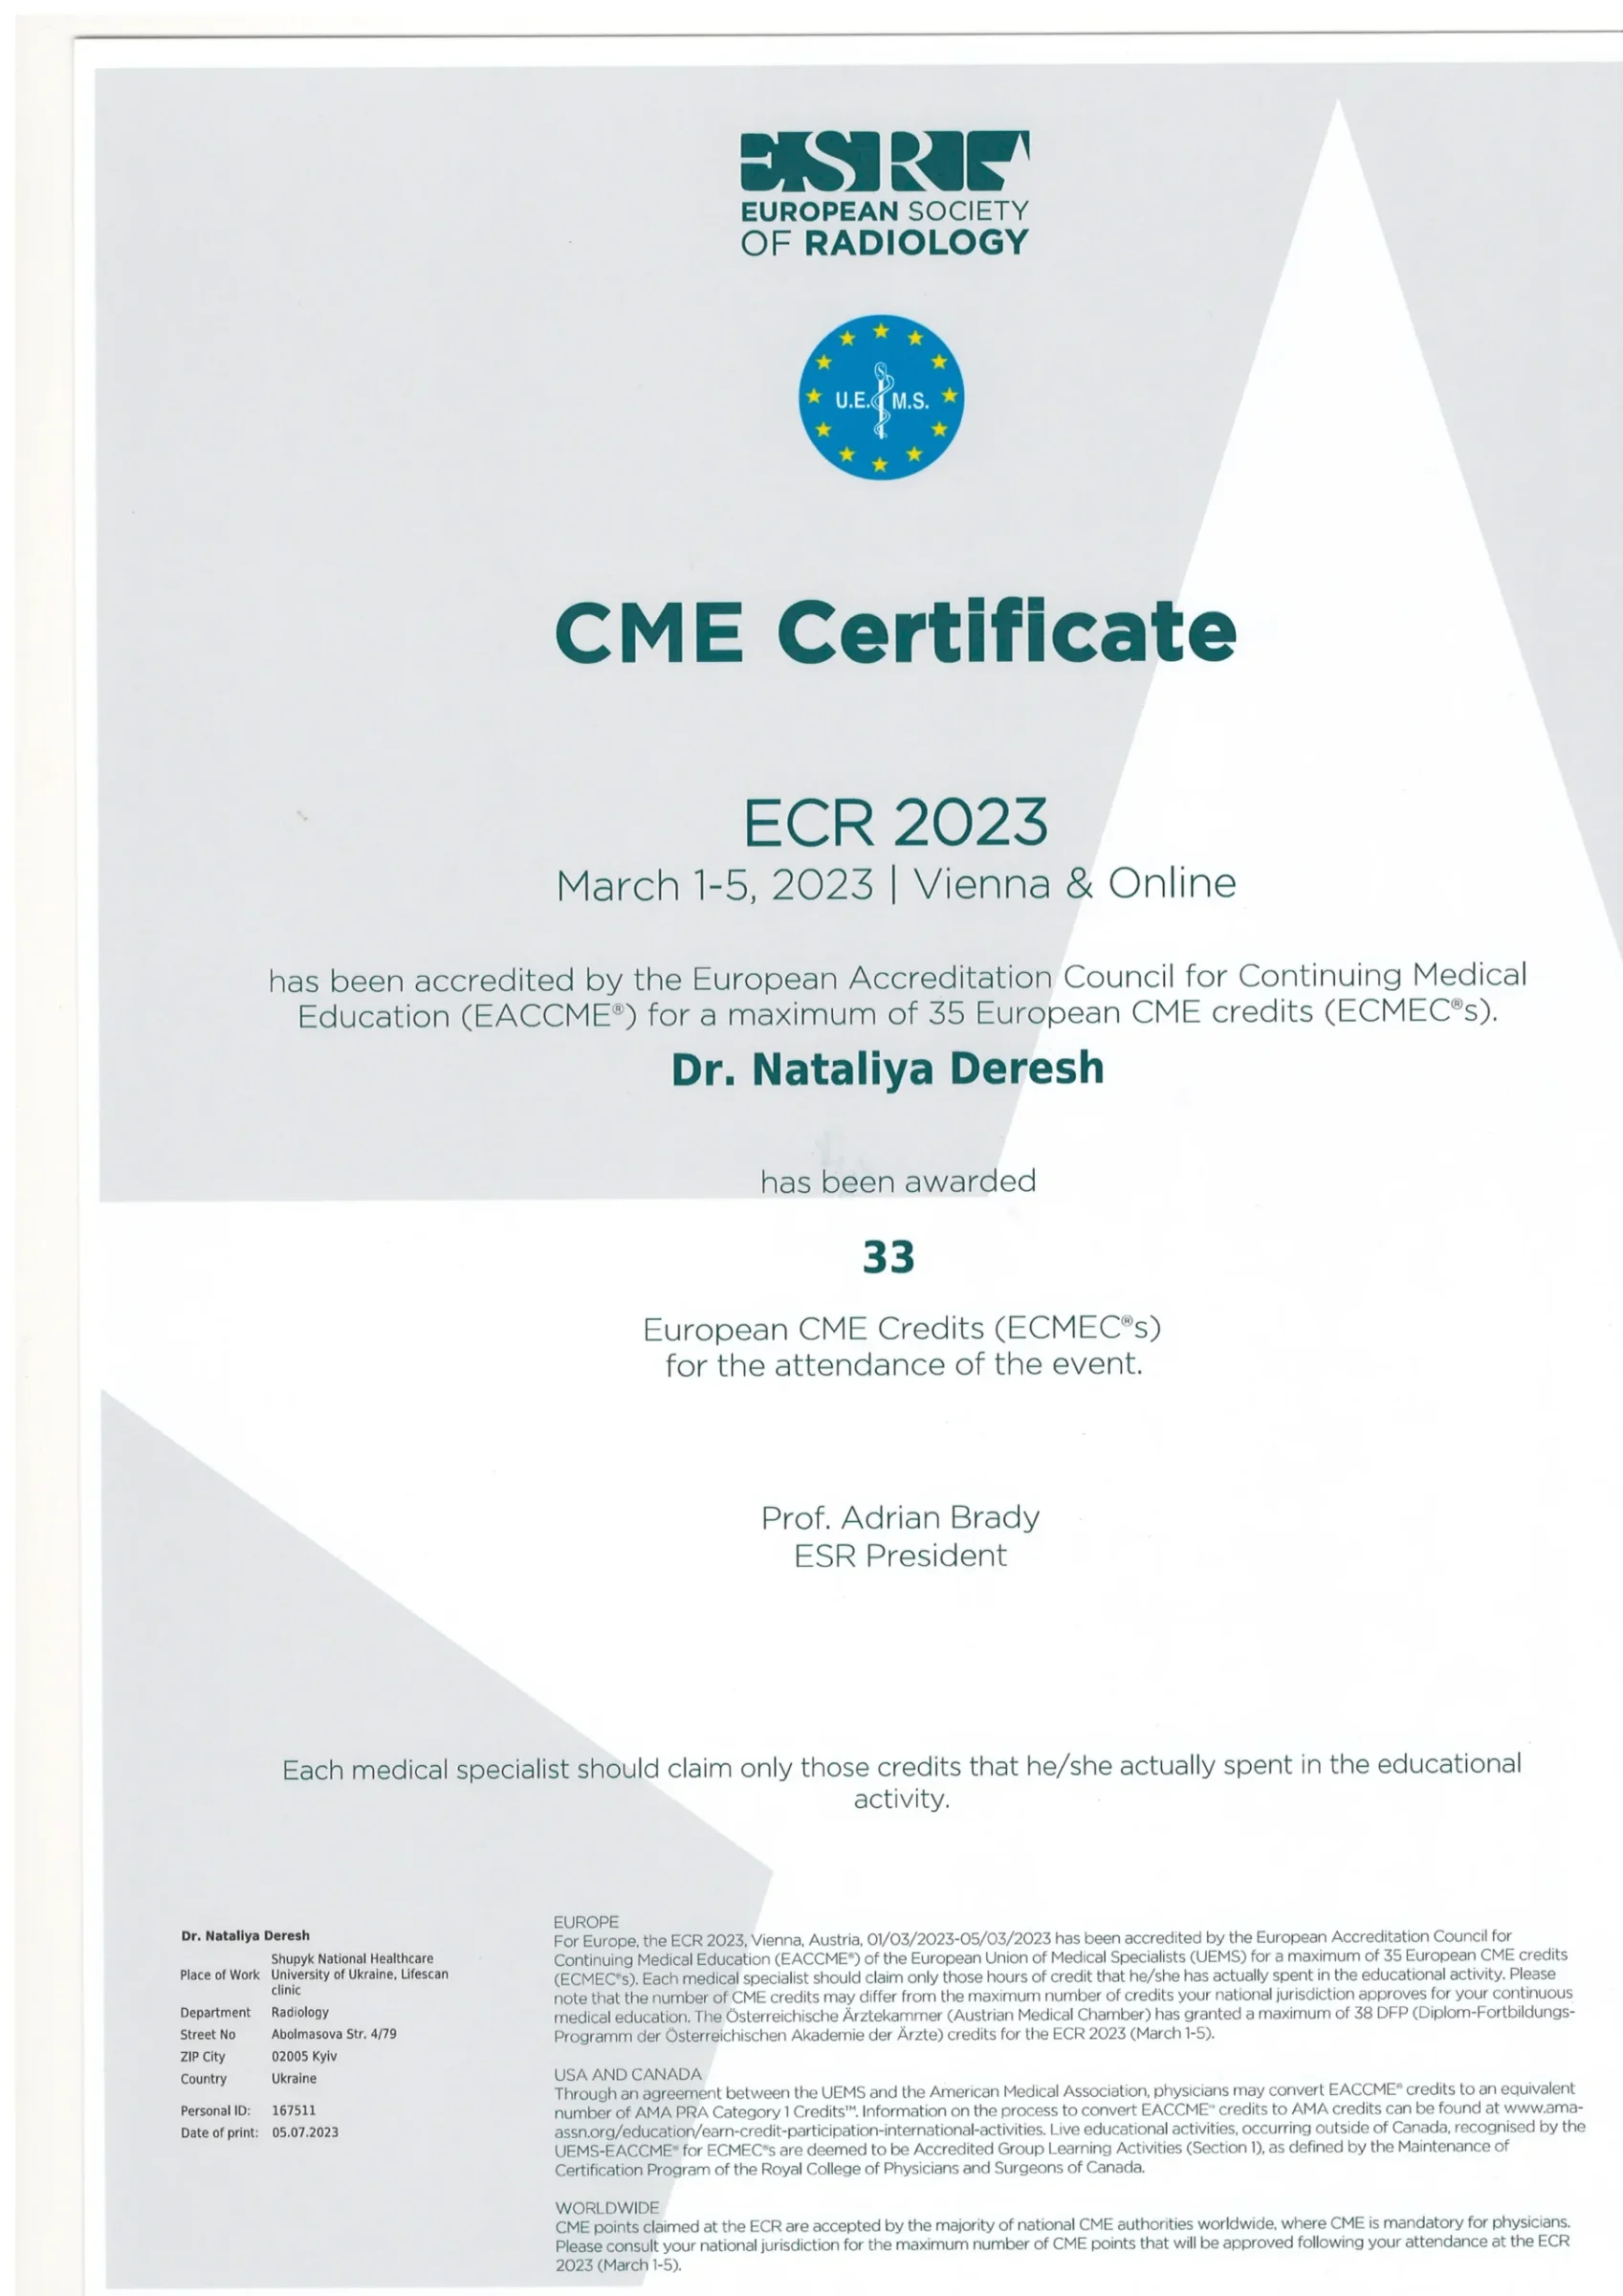 ESR
EUROPEAN SOCIETY
OF RADIOLOGY
U.E. M.S.
CME Certificate
ECR 2023
March 1-5, 2023 | Vienna & Online
has been accredited by the European Accreditation Council for Continuing Medical
Education (EACCME®) for a maximum of 35 European CME credits (ECMEC®s).
Dr. Nataliya Deresh
has been awarded
33
European CME Credits (ECMEC®s)
for the attendance of the event.
Prof. Adrian Brady
ESR President
Each medical specialist should claim only those credits that he/she actually spent in the educational
activity.
Dr. Nataliya Deresh
Shupyk National Healthcare
Place of Work University of Ukraine, Lifescan
clinic
Department Radiology
Street No Abolmasova Str. 4/79
ZIP City 02005 Kyiv
Country Ukraine
Personal ID: 167511
Date of print: 05.07.2023
EUROPE
For Europe, the ECR 2023, Vienna, Austria, 01/03/2023-05/03/2023 has been accredited by the European Accreditation Council for
Continuing Medical Education (EACCME®) of the European Union of Medical Specialists (UEMS) for a maximum of 35 European CME credits
(ECMEC®s). Each medical specialist should claim only those hours of credit that he/she has actually spent in the educational activity. Please
note that the number of CME credits may differ from the maximum number of credits your national jurisdiction approves for your continuous
medical education. The Österreichische Ärztekammer (Austrian Medical Chamber) has granted a maximum of 38 DFP (Diplom-Fortbildungs-
Programm der Österreichischen Akademie der Ärzte) credits for the ECR 2023 (March 1-5).
USA AND CANADA
Through an agreement between the UEMS and the American Medical Association, physicians may convert EACCME® credits to an equivalent
number of AMA PRA Category 1 Credits™. Information on the process to convert EACCME® credits to AMA credits can be found at www.ama-
assn.org/education/earn-credit-participation-international-activities. Live educational activities, occurring outside of Canada, recognised by the
UEMS-EACCME® for ECMEC®s are deemed to be Accredited Group Learning Activities (Section 1), as defined by the Maintenance of
Certification Program of the Royal College of Physicians and Surgeons of Canada.
WORLDWIDE
CME points claimed at the ECR are accepted by the majority of national CME authorities worldwide, where CME is mandatory for physicians.
Please consult your national jurisdiction for the maximum number of CME points that will be approved following your attendance at the ECR
2023 (March 1-5).